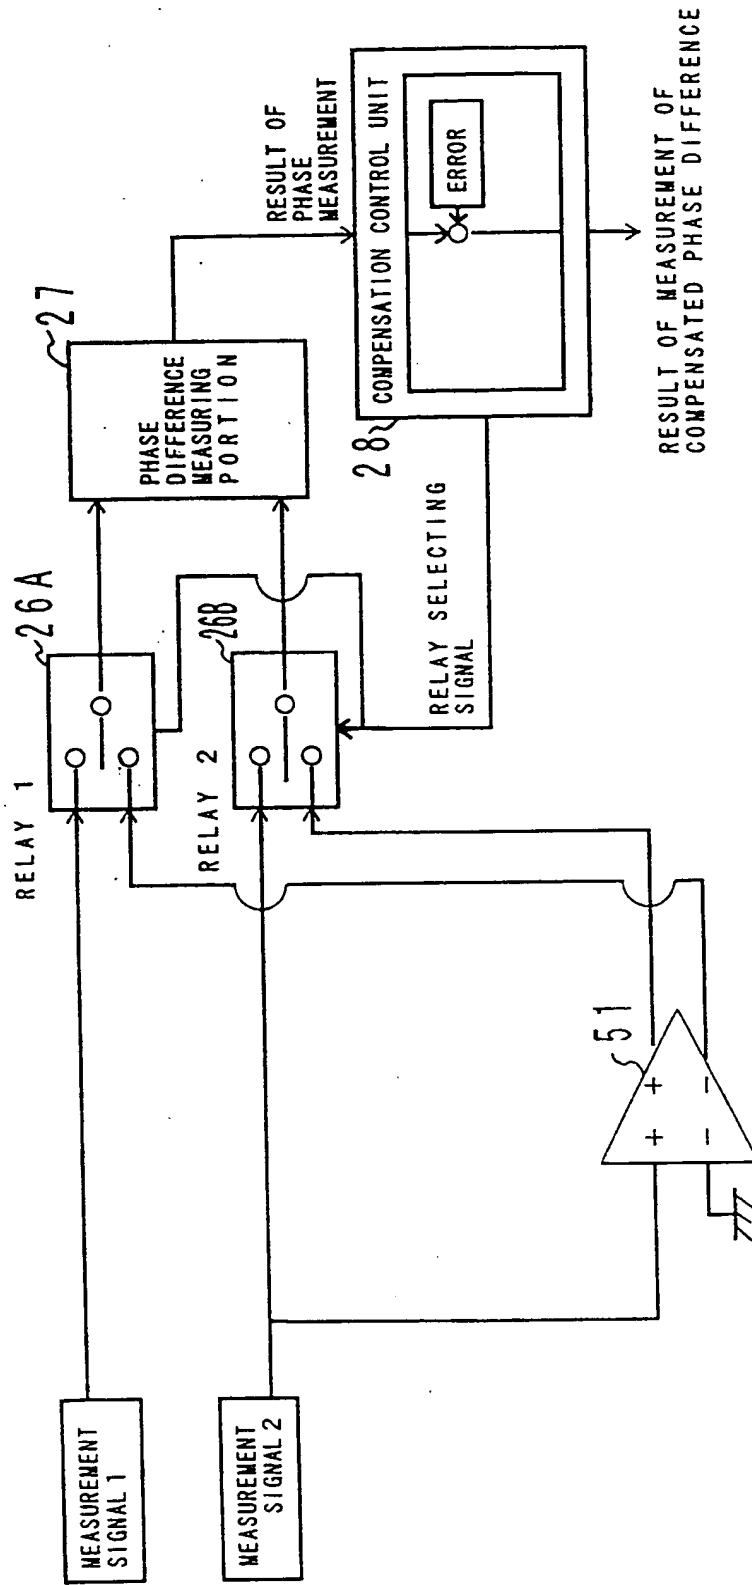 MEASUREMENT
SIGNAL 1
MEASUREMENT
SIGNAL 2
RELAY 1
26A
RELAY 2
26B
51
+ +
− −
PHASE
DIFFERENCE
MEASURING
PORTION
27
RELAY SELECTING
SIGNAL
RESULT OF
PHASE
MEASUREMENT
28
COMPENSATION CONTROL UNIT
ERROR
RESULT OF MEASUREMENT OF
COMPENSATED PHASE DIFFERENCE